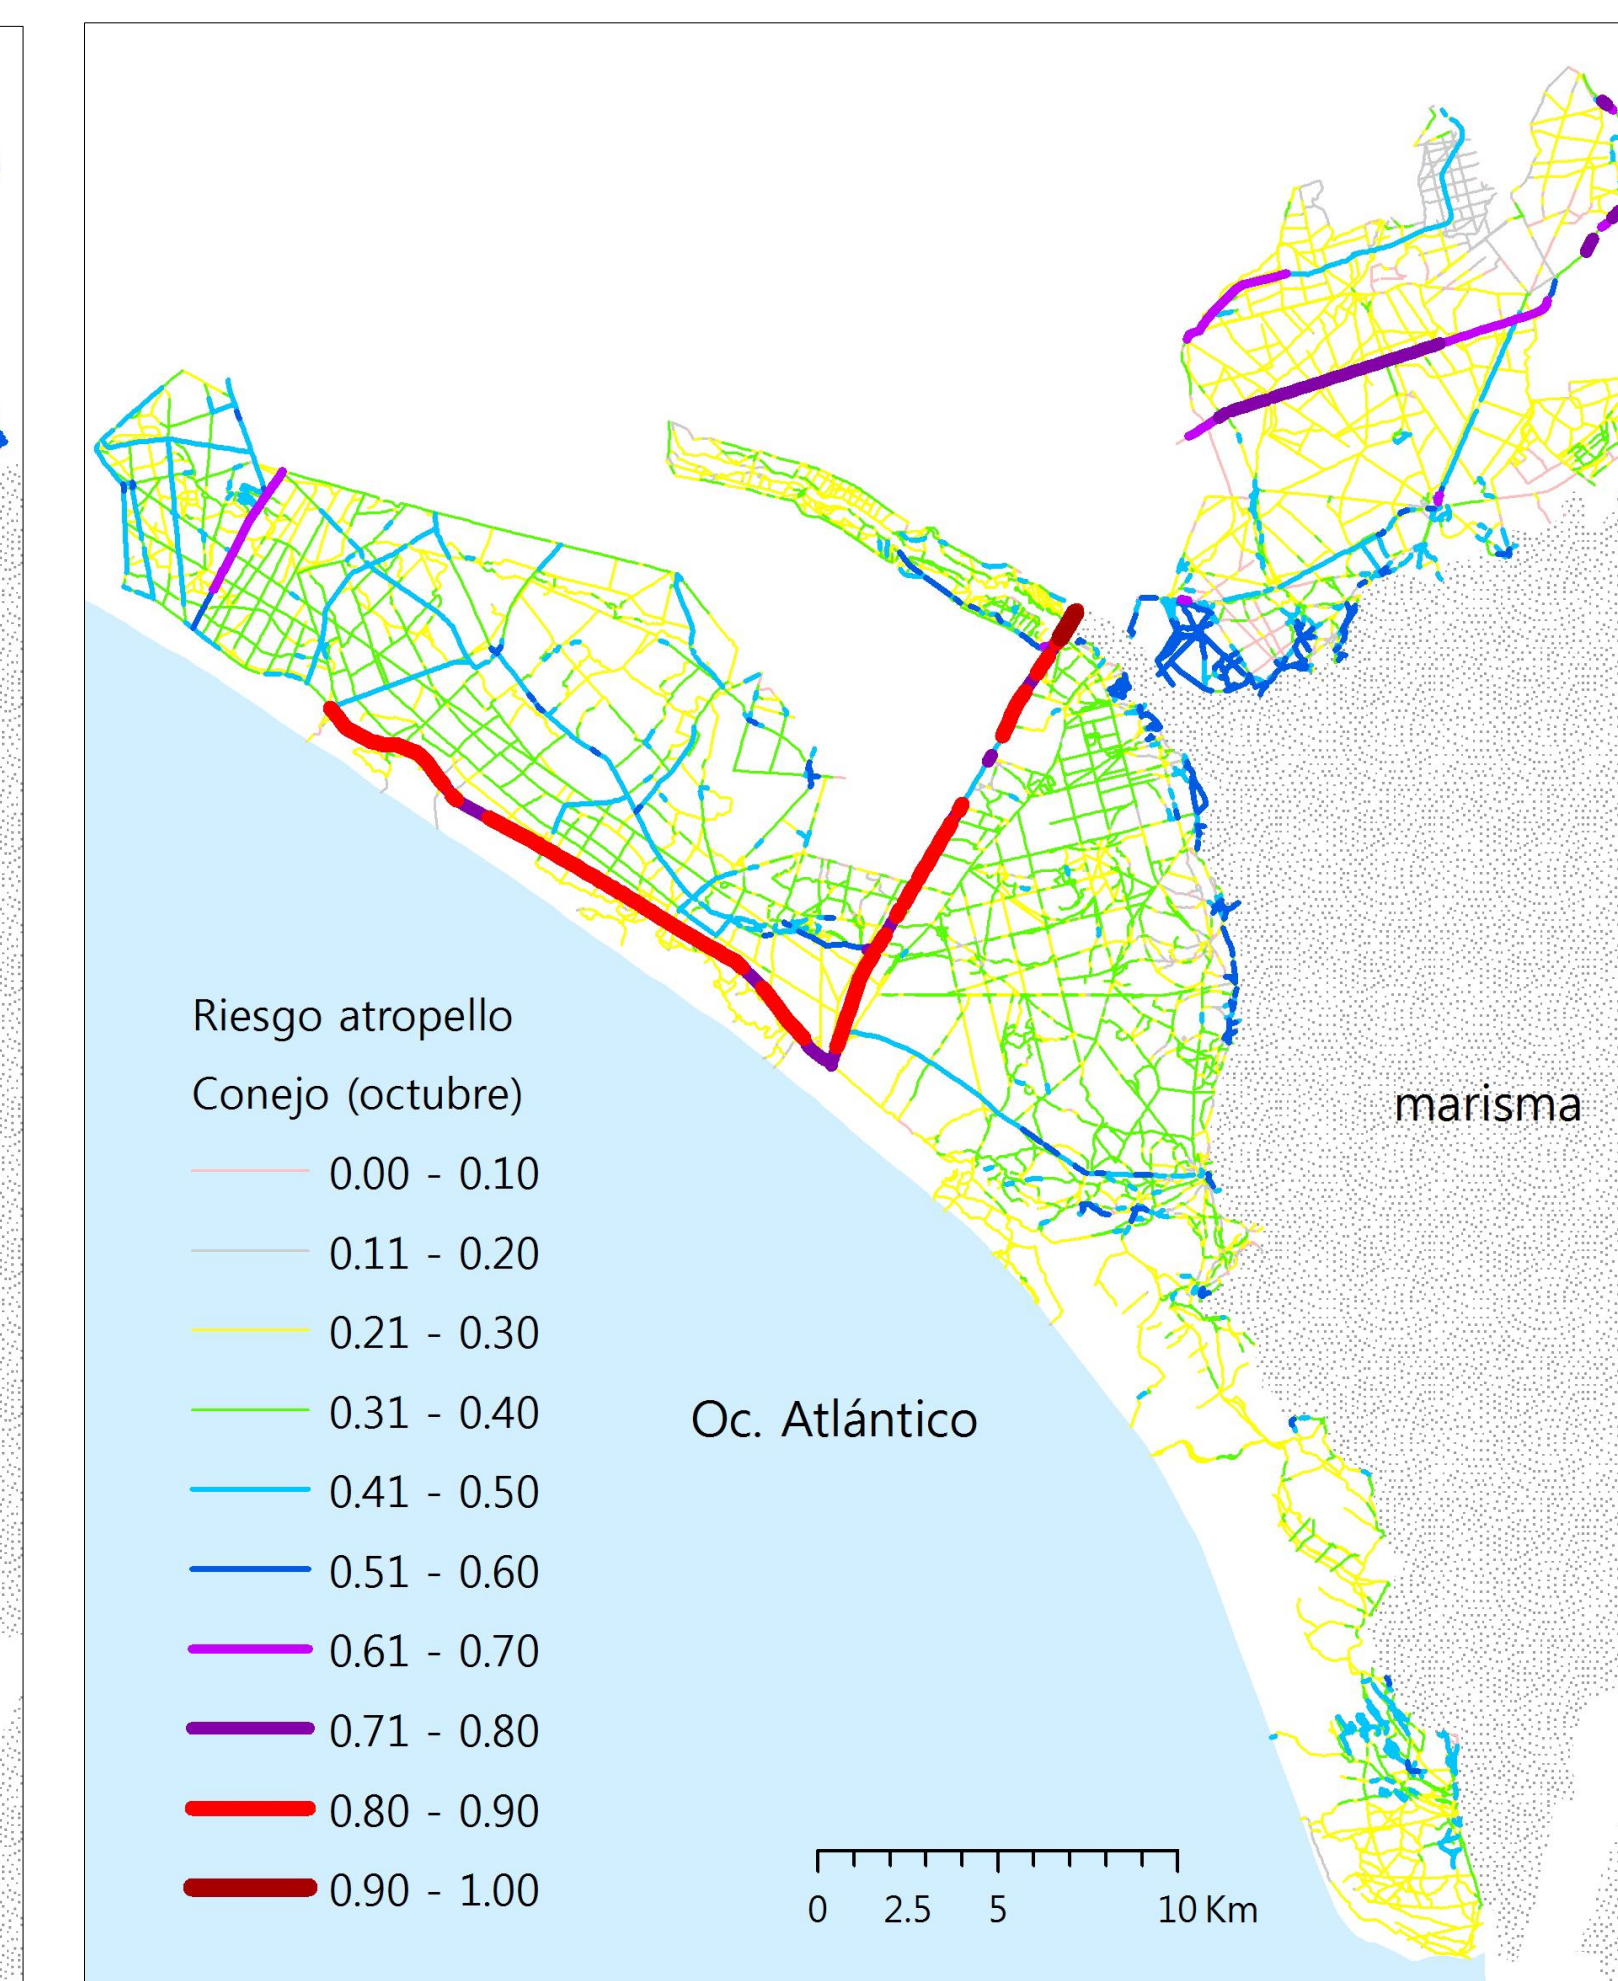 marisma
Riesgo atropello
Conejo (octubre)
0.00 - 0.10
0.11 - 0.20
0.21 - 0.30
0.31 - 0.40
0.41 - 0.50
0.51 - 0.60
0.61 - 0.70
0.71 - 0.80
0.80 - 0.90
0.90 - 1.00
Oc. Atlántico
0 2.5 5 10 Km